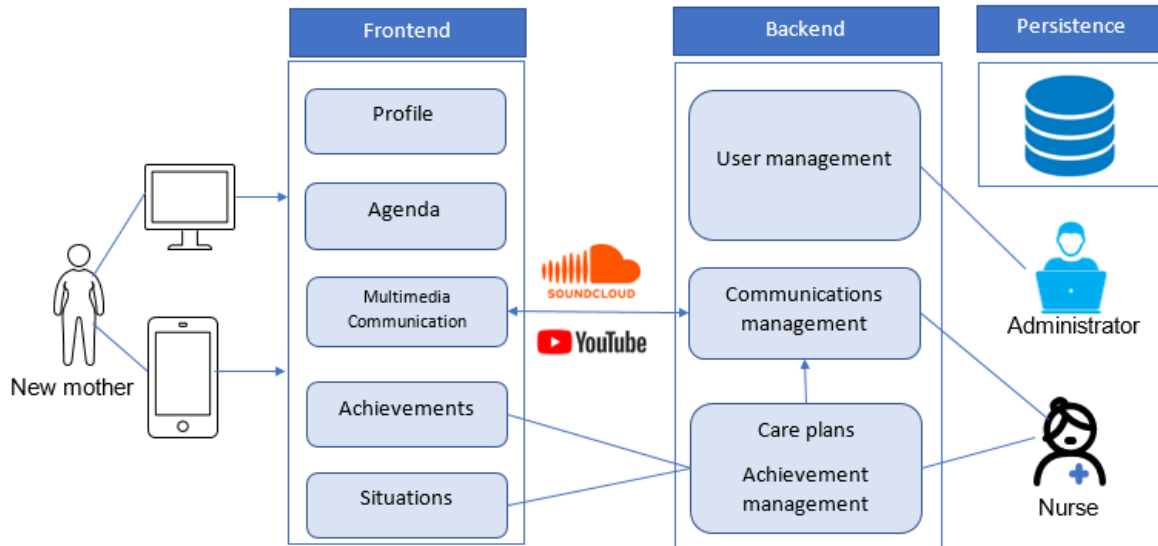 Frontend
Backend
Persistence
Profile
Agenda
Multimedia
Communication
Achievements
Situations
SOUNDCLOUD
YouTube
User management
Communications
management
Care plans
Achievement
management
New mother
Administrator
Nurse